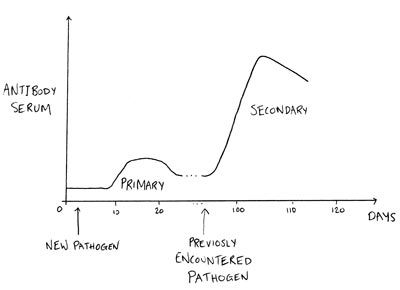 ANTIBODY
SERUM
PRIMARY
SECONDARY
0 10 20 100 110 120
DAYS
NEW PATHOGEN
PREVIOSLY
ENCOUNTERED
PATHOGEN